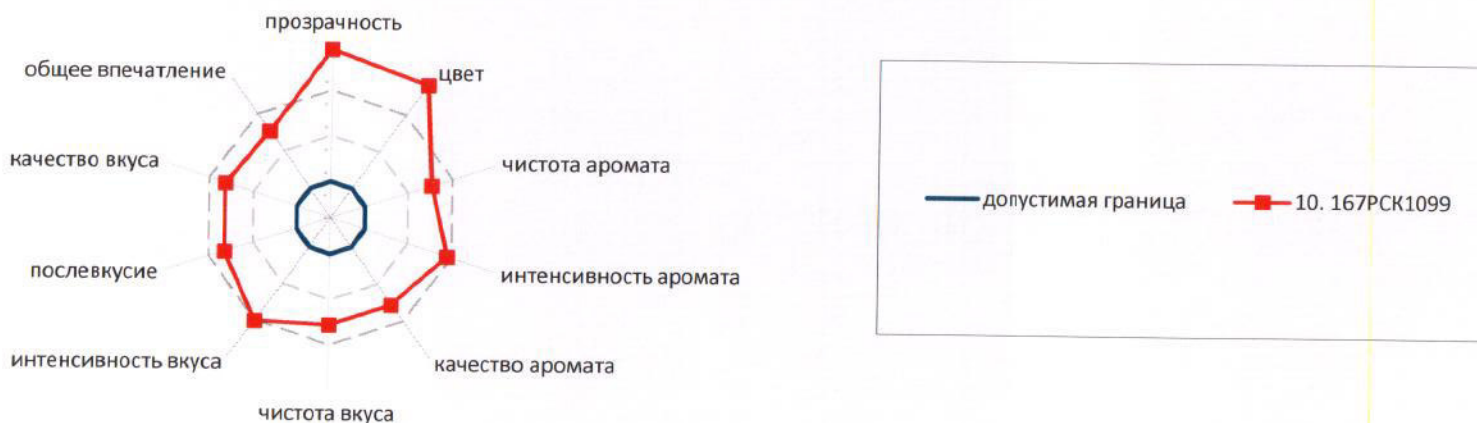 прозрачность
общее впечатление
цвет
качество вкуса
чистота аромата
допустимая граница
10. 167РСК1099
послевкусие
интенсивность аромата
интенсивность вкуса
качество аромата
чистота вкуса